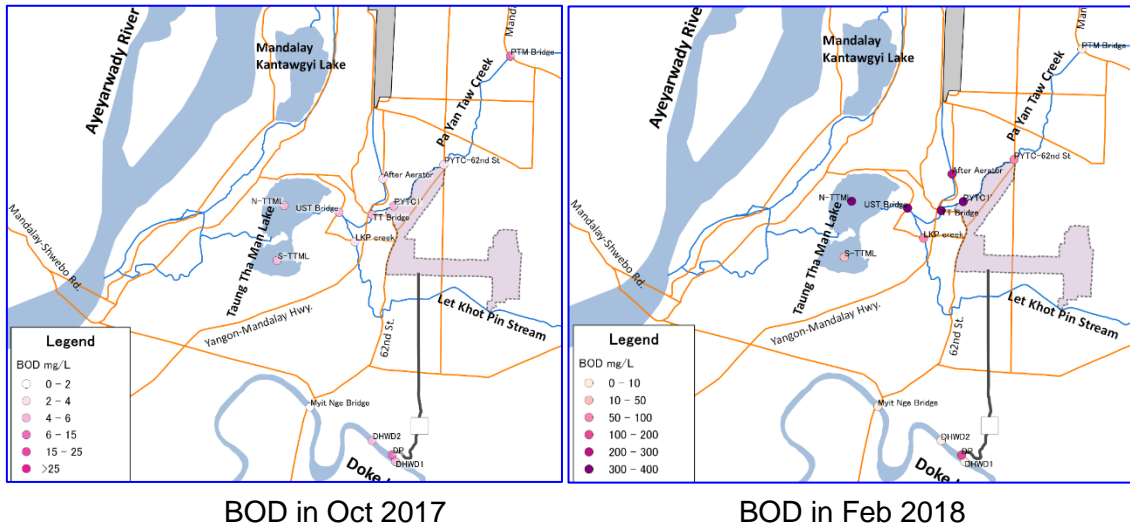 Ayeyarwady River
Mandalay
Kantawgyi Lake
PTM Bridge
Pa Yan Taw Creek
PYTC-62nd St
After Aerator
N-TTML
UST Bridge
PYTC1
TT Bridge
LKP creek
S-TTML
Taung Tha Man Lake
Mandalay-Shwebo Rd.
Let Khot Pin Stream
Yangon-Mandalay Hwy.
62nd St.
Legend
BOD mg/L
0 - 2
2 - 4
4 - 6
6 - 15
15 - 25
>25
Myit Nge Bridge
DHWD2
DP
DHWD1
BOD in Oct 2017
Ayeyarwady River
Mandalay
Kantawgyi Lake
PTM Bridge
Pa Yan Taw Creek
PYTC-62nd St
After Aerator
N-TTML
UST Bridge
PYTC1
TT Bridge
LKP creek
S-TTML
Taung Tha Man Lake
Mandalay-Shwebo Rd.
Let Khot Pin Stream
Yangon-Mandalay Hwy.
62nd St.
Legend
BOD mg/L
0 - 10
10 - 50
50 - 100
100 - 200
200 - 300
300 - 400
Myit Nge Bridge
DHWD2
DP
DHWD1
BOD in Feb 2018